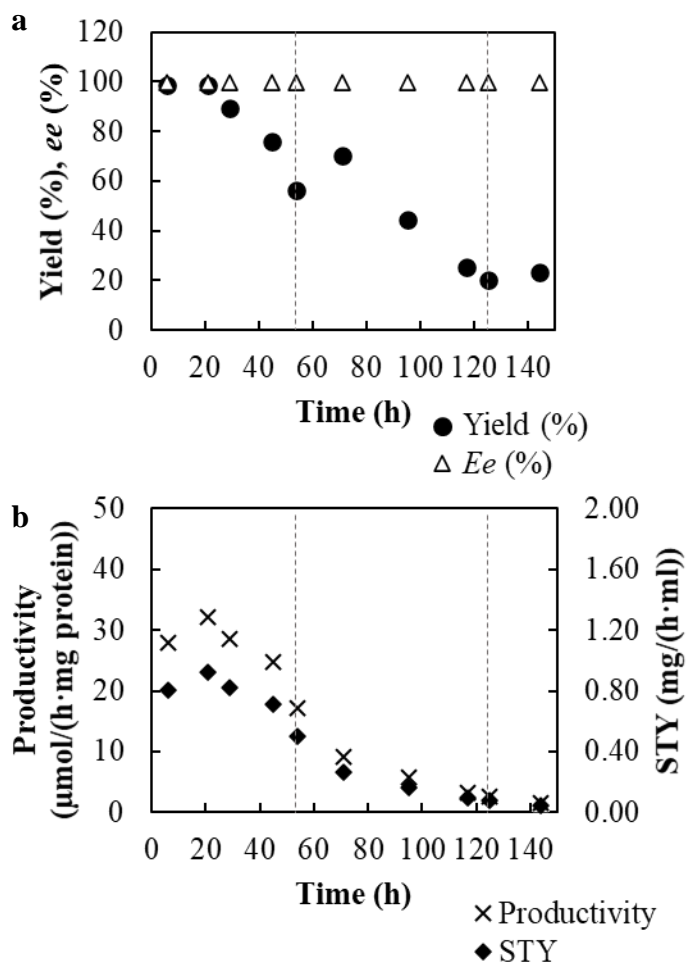 a
Yield (%), ee (%)
120
100
80
60
40
20
0
0 20 40 60 80 100 120 140
Time (h)
Yield (%)
Ee (%)
b
Productivity
(μmol/(h·mg protein))
50
40
30
20
10
0
2.00
1.60
1.20
0.80
0.40
0.00
STY (mg/(h·ml))
0 20 40 60 80 100 120 140
Time (h)
Productivity
STY